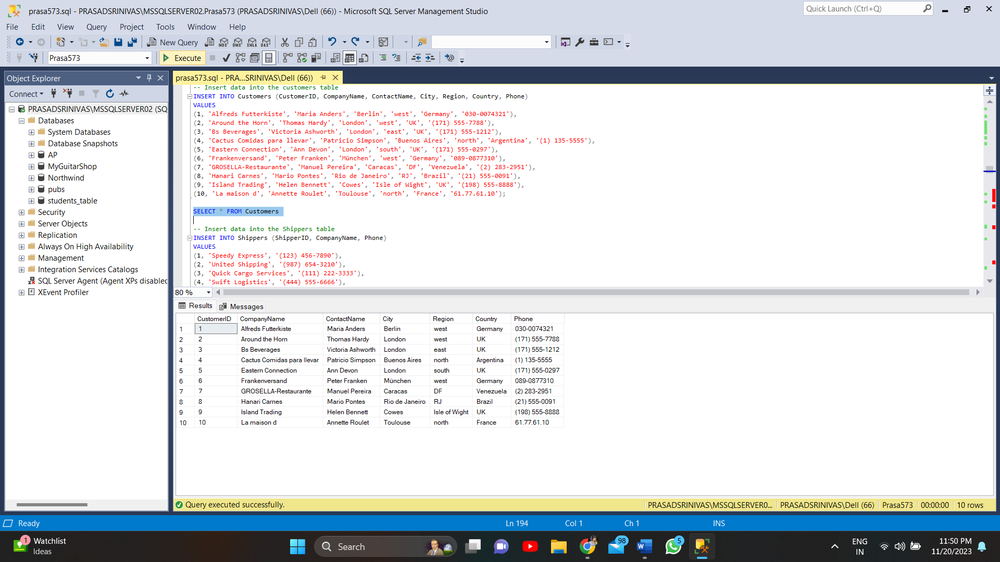 prasa573.sql - PRASADSRINIVAS\MSSQLSERVER02.Prasa573 (PRASADSRINIVAS\Dell (66)) - Microsoft SQL Server Management Studio
Quick Launch (Ctrl+Q)
File Edit View Query Project Tools Window Help
New Query MDX DMX XMLA DAX
Prasa573 Execute
Object Explorer
Connect
PRASADSRINIVAS\MSSQLSERVER02 (SQ
Databases
System Databases
Database Snapshots
AP
MyGuitarShop
Northwind
pubs
students_table
Security
Server Objects
Replication
Always On High Availability
Management
Integration Services Catalogs
SQL Server Agent (Agent XPs disabled
XEvent Profiler
prasa573.sql - PRA...SRINIVAS\Dell (66))
-- Insert data into the customers table
INSERT INTO Customers (CustomerID, CompanyName, ContactName, City, Region, Country, Phone)
VALUES
(1, 'Alfreds Futterkiste', 'Maria Anders', 'Berlin', 'west', 'Germany', '030-0074321'),
(2, 'Around the Horn', 'Thomas Hardy', 'London', 'west', 'UK', '(171) 555-7788'),
(3, 'Bs Beverages', 'Victoria Ashworth', 'London', 'east', 'UK', '(171) 555-1212'),
(4, 'Cactus Comidas para llevar', 'Patricio Simpson', 'Buenos Aires', 'north', 'Argentina', '(1) 135-5555'),
(5, 'Eastern Connection', 'Ann Devon', 'London', 'south', 'UK', '(171) 555-0297'),
(6, 'Frankenversand', 'Peter Franken', 'München', 'west', 'Germany', '089-0877310'),
(7, 'GROSELLA-Restaurante', 'Manuel Pereira', 'Caracas', 'DF', 'Venezuela', '(2) 283-2951'),
(8, 'Hanari Carnes', 'Mario Pontes', 'Rio de Janeiro', 'RJ', 'Brazil', '(21) 555-0091'),
(9, 'Island Trading', 'Helen Bennett', 'Cowes', 'Isle of Wight', 'UK', '(198) 555-8888'),
(10, 'La maison d', 'Annette Roulet', 'Toulouse', 'north', 'France', '61.77.61.10');
SELECT * FROM Customers
-- Insert data into the Shippers table
INSERT INTO Shippers (ShipperID, CompanyName, Phone)
VALUES
(1, 'Speedy Express', '(123) 456-7890'),
(2, 'United Shipping', '(987) 654-3210'),
(3, 'Quick Cargo Services', '(111) 222-3333'),
(4, 'Swift Logistics', '(444) 555-6666'),
80 %
Results Messages
CustomerID CompanyName ContactName City Region Country Phone
1 1 Alfreds Futterkiste Maria Anders Berlin west Germany 030-0074321
2 2 Around the Horn Thomas Hardy London west UK (171) 555-7788
3 3 Bs Beverages Victoria Ashworth London east UK (171) 555-1212
4 4 Cactus Comidas para llevar Patricio Simpson Buenos Aires north Argentina (1) 135-5555
5 5 Eastern Connection Ann Devon London south UK (171) 555-0297
6 6 Frankenversand Peter Franken München west Germany 089-0877310
7 7 GROSELLA-Restaurante Manuel Pereira Caracas DF Venezuela (2) 283-2951
8 8 Hanari Carnes Mario Pontes Rio de Janeiro RJ Brazil (21) 555-0091
9 9 Island Trading Helen Bennett Cowes Isle of Wight UK (198) 555-8888
10 10 La maison d Annette Roulet Toulouse north France 61.77.61.10
Query executed successfully.
PRASADSRINIVAS\MSSQLSERVER0... PRASADSRINIVAS\Dell (66) Prasa573 00:00:00 10 rows
Ready Ln 194 Col 1 Ch 1 INS
1 Watchlist
Ideas
Search
98
W
5
ENG
IN
11:50 PM
11/20/2023